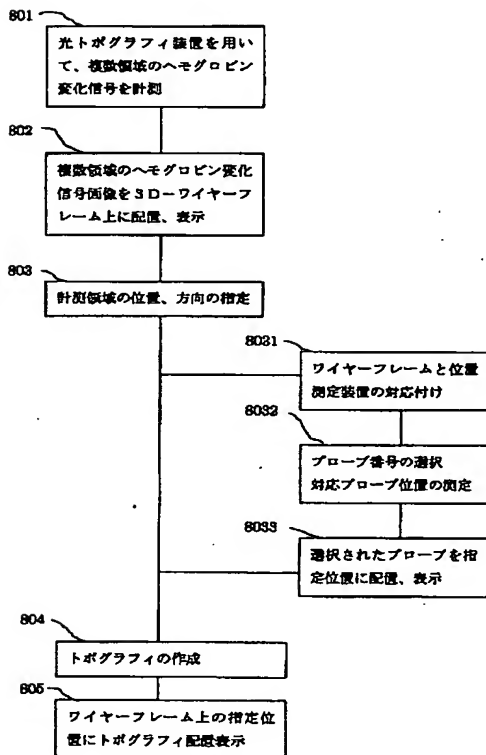 801
光トポグラフィ装置を用い
て、複数領域のヘモグロビン
変化信号を計測
802
複数領域のヘモグロビン変化
信号画像を3D-ワイヤーフ
レーム上に配置、表示
803
計測領域の位置、方向の指定
8031
ワイヤーフレームと位置
測定装置の対応付け
8032
プローブ番号の選択
対応プローブ位置の測定
8033
選択されたプローブを指
定位置に配置、表示
804
トポグラフィの作成
805
ワイヤーフレーム上の指定位
置にトポグラフィ配置表示